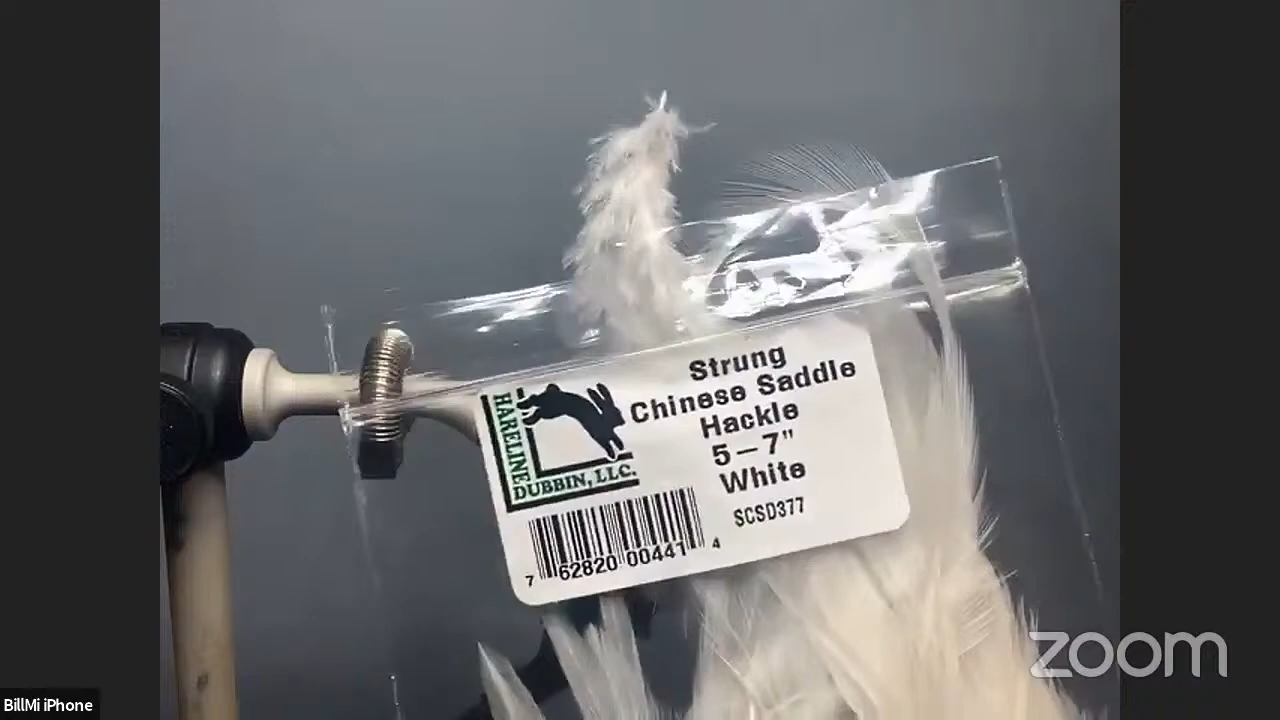 Strung
Chinese Saddle
Hackle
5–7"
White
SCSD377
HARELINE
DUBBIN, LLC.
7 62820 00441 4
zoom
BillMi iPhone